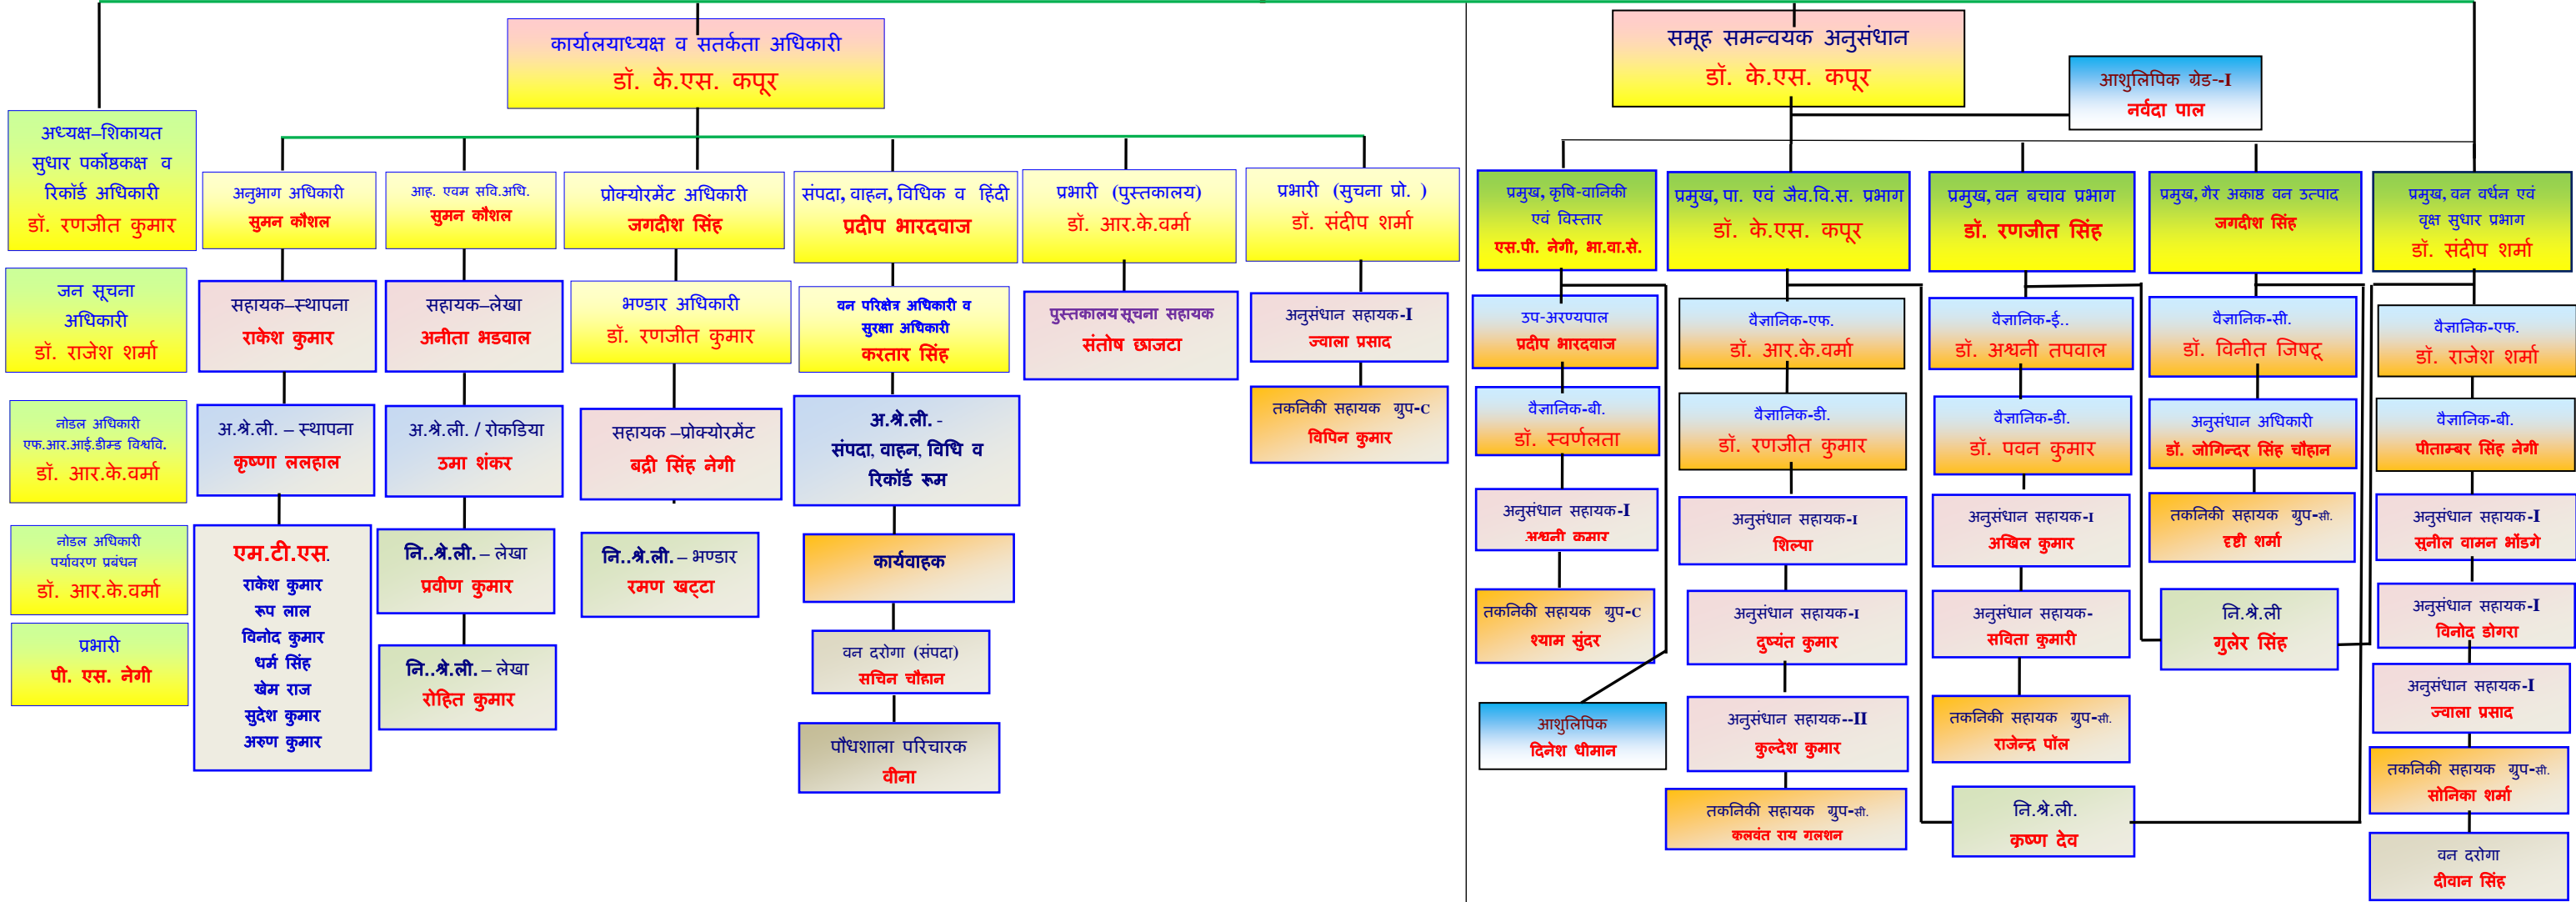 कार्यालयाध्यक्ष व सतर्कता अधिकारी
डॉ. के.एस. कपूर
समूह समन्वयक अनुसंधान
डॉ. के.एस. कपूर
आशुलिपिक ग्रेड--I
नर्वदा पाल
अध्यक्ष–शिकायत
सुधार पर्कोष्ठकक्ष व
रिकॉर्ड अधिकारी
डॉ. रणजीत कुमार
जन सूचना
अधिकारी
डॉ. राजेश शर्मा
नोडल अधिकारी
एफ.आर.आई.डीम्ड विश्ववि.
डॉ. आर.के.वर्मा
नोडल अधिकारी
पर्यावरण प्रबंधन
डॉ. आर.के.वर्मा
प्रभारी
पी. एस. नेगी
अनुभाग अधिकारी
सुमन कौशल
सहायक–स्थापना
राकेश कुमार
अ.श्रे.ली. – स्थापना
कृष्णा ललहाल
एम.टी.एस.
राकेश कुमार
रूप लाल
विनोद कुमार
धर्म सिंह
खेम राज
सुदेश कुमार
अरुण कुमार
आह. एवम सवि.अधि.
सुमन कौशल
सहायक–लेखा
अनीता भडवाल
अ.श्रे.ली. / रोकडिया
उमा शंकर
नि..श्रे.ली. – लेखा
प्रवीण कुमार
नि..श्रे.ली. – लेखा
रोहित कुमार
प्रोक्योरमेंट अधिकारी
जगदीश सिंह
भण्डार अधिकारी
डॉ. रणजीत कुमार
सहायक –प्रोक्योरमेंट
बद्री सिंह नेगी
नि..श्रे.ली. – भण्डार
रमण खट्टा
संपदा, वाहन, विधिक व हिंदी
प्रदीप भारदवाज
वन परिक्षेत्र अधिकारी व
सुरक्षा अधिकारी
करतार सिंह
अ.श्रे.ली. -
संपदा, वाहन, विधि व
रिकॉर्ड रूम
कार्यवाहक
वन दरोगा (संपदा)
सचिन चौहान
पौधशाला परिचारक
वीना
प्रभारी (पुस्तकालय)
डॉ. आर.के.वर्मा
पुस्तकालय सूचना सहायक
संतोष छाजटा
प्रभारी (सुचना प्रो. )
डॉ. संदीप शर्मा
अनुसंधान सहायक-I
ज्वाला प्रसाद
तकनिकी सहायक ग्रुप-C
विपिन कुमार
प्रमुख, कृषि-वानिकी
एवं विस्तार
एस.पी. नेगी, भा.वा.से.
उप-अरण्यपाल
प्रदीप भारदवाज
वैज्ञानिक-बी.
डॉ. स्वर्णलता
अनुसंधान सहायक-I
अश्वनी कुमार
तकनिकी सहायक ग्रुप-C
श्याम सुंदर
आशुलिपिक
दिनेश धीमान
प्रमुख, पा. एवं जैव.वि.स. प्रभाग
डॉ. के.एस. कपूर
वैज्ञानिक-एफ.
डॉ. आर.के.वर्मा
वैज्ञानिक-डी.
डॉ. रणजीत कुमार
अनुसंधान सहायक-I
शिल्पा
अनुसंधान सहायक-I
दुष्यंत कुमार
अनुसंधान सहायक--II
कुल्देश कुमार
तकनिकी सहायक ग्रुप-सी.
कलवंत राय गलशन
प्रमुख, वन बचाव प्रभाग
डॉ. रणजीत सिंह
वैज्ञानिक-ई..
डॉ. अश्वनी तपवाल
वैज्ञानिक-डी.
डॉ. पवन कुमार
अनुसंधान सहायक-I
अखिल कुमार
अनुसंधान सहायक-
सविता कुमारी
तकनिकी सहायक ग्रुप-सी.
राजेन्द्र पॉल
नि.श्रे.ली.
कृष्ण देव
प्रमुख, गैर अकाष्ठ वन उत्पाद
जगदीश सिंह
वैज्ञानिक-सी.
डॉ. विनीत जिषटू
अनुसंधान अधिकारी
डॉ. जोगिन्दर सिंह चौहान
तकनिकी सहायक ग्रुप-सी.
दृष्टी शर्मा
नि.श्रे.ली
गुलेर सिंह
प्रमुख, वन वर्धन एवं
वृक्ष सुधार प्रभाग
डॉ. संदीप शर्मा
वैज्ञानिक-एफ.
डॉ. राजेश शर्मा
वैज्ञानिक-बी.
पीताम्बर सिंह नेगी
अनुसंधान सहायक-I
सुनील वामन भोंडगे
अनुसंधान सहायक-I
विनोद डोगरा
अनुसंधान सहायक-I
ज्वाला प्रसाद
तकनिकी सहायक ग्रुप-सी.
सोनिका शर्मा
वन दरोगा
दीवान सिंह